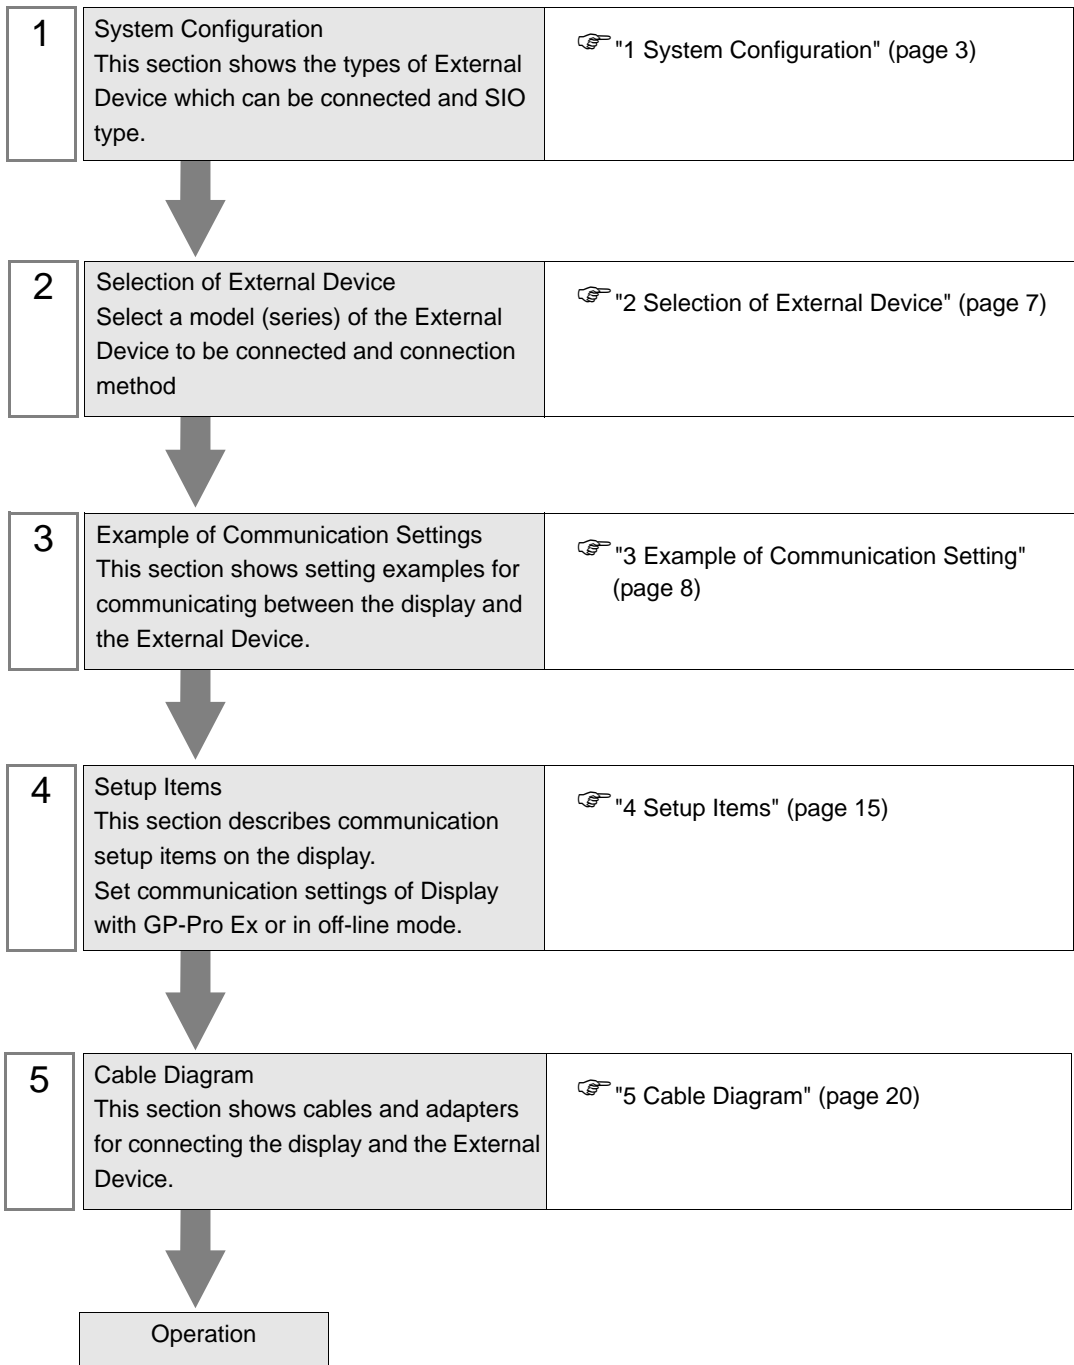 1
System Configuration
This section shows the types of External
Device which can be connected and SIO
type.
"1 System Configuration" (page 3)
2
Selection of External Device
Select a model (series) of the External
Device to be connected and connection
method
"2 Selection of External Device" (page 7)
3
Example of Communication Settings
This section shows setting examples for
communicating between the display and
the External Device.
"3 Example of Communication Setting"
(page 8)
4
Setup Items
This section describes communication
setup items on the display.
Set communication settings of Display
with GP-Pro Ex or in off-line mode.
"4 Setup Items" (page 15)
5
Cable Diagram
This section shows cables and adapters
for connecting the display and the External
Device.
"5 Cable Diagram" (page 20)
Operation